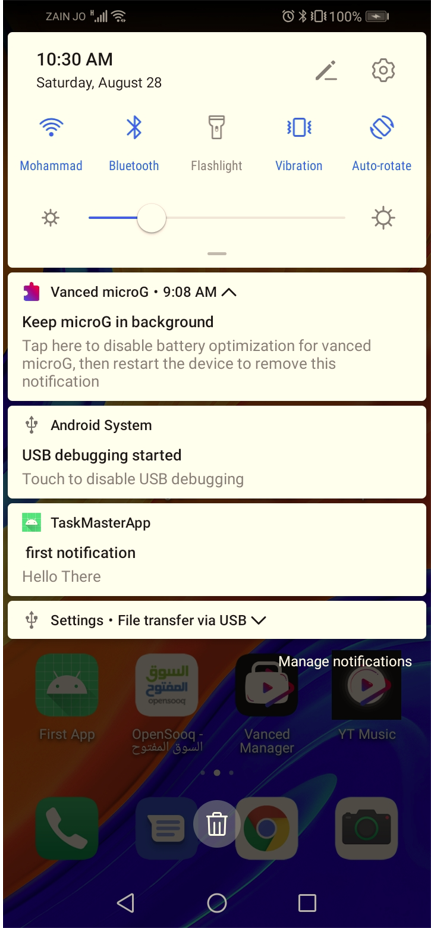 ZAIN JO 100%
10:30 AM
Saturday, August 28
Mohammad Bluetooth Flashlight Vibration Auto-rotate
Vanced microG • 9:08 AM
Keep microG in background
Tap here to disable battery optimization for vanced
microG, then restart the device to remove this
notification
Android System
USB debugging started
Touch to disable USB debugging
TaskMasterApp
first notification
Hello There
Settings • File transfer via USB
Manage notifications
السوق
المفتوح
opensooq
First App
OpenSooq -
السوق المفتوح
Vanced
Manager
YT Music